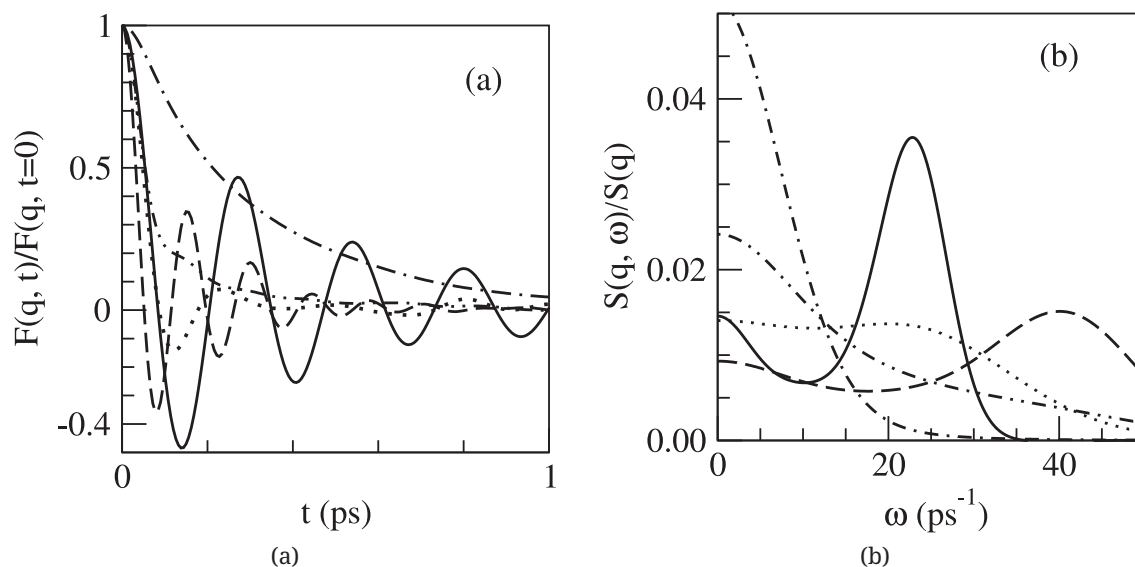 1
0.5
0
-0.4
F(q, t)/F(q, t=0)
(a)
0
1
t (ps)
(a)
0.04
0.02
0.00
S(q, ω)/S(q)
(b)
0
20
40
ω (ps⁻¹)
(b)